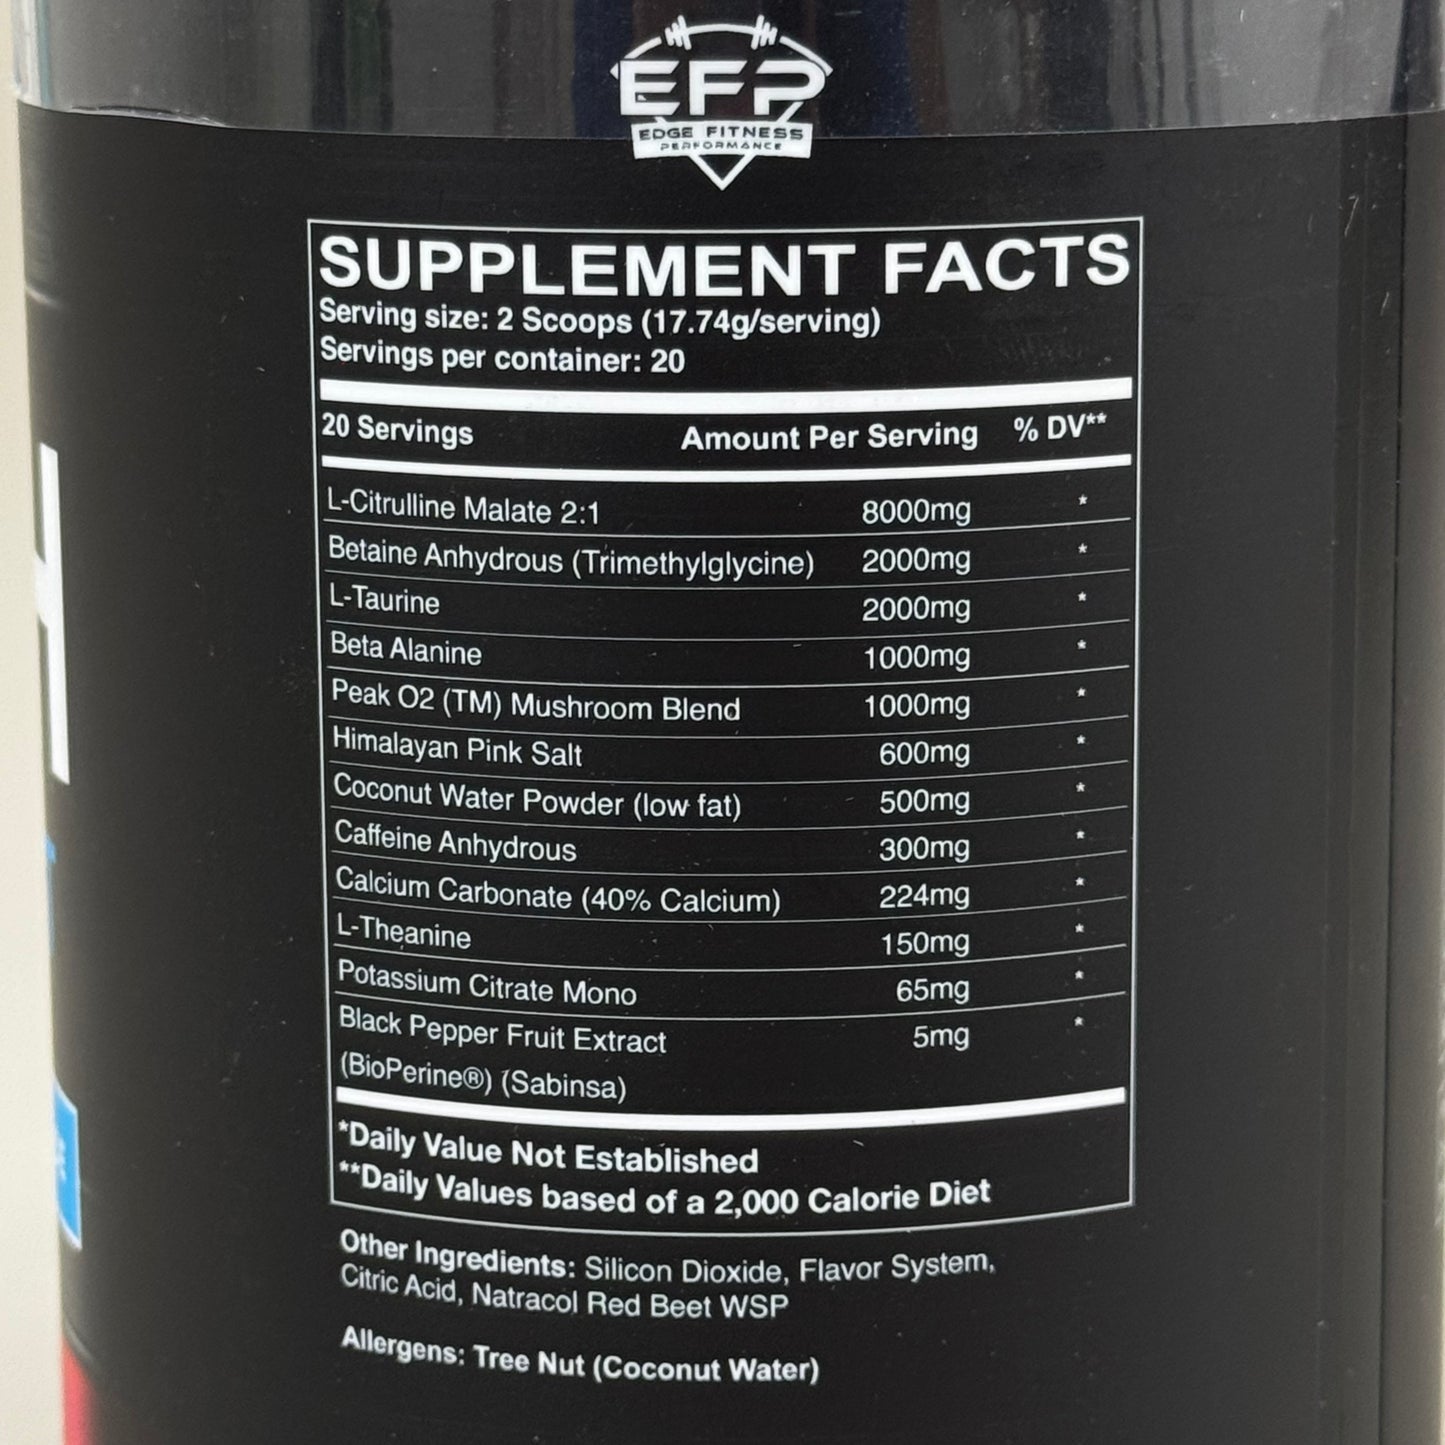 EFP
EDGE FITNESS
PERFORMANCE
SUPPLEMENT FACTS
Serving size: 2 Scoops (17.74g/serving)
Servings per container: 20
20 Servings Amount Per Serving % DV**
L-Citrulline Malate 2:1 8000mg *
Betaine Anhydrous (Trimethylglycine) 2000mg *
L-Taurine 2000mg *
Beta Alanine 1000mg *
Peak O2 (TM) Mushroom Blend 1000mg *
Himalayan Pink Salt 600mg *
Coconut Water Powder (low fat) 500mg *
Caffeine Anhydrous 300mg *
Calcium Carbonate (40% Calcium) 224mg *
L-Theanine 150mg *
Potassium Citrate Mono 65mg *
Black Pepper Fruit Extract 5mg *
(BioPerine®) (Sabinsa)
*Daily Value Not Established
**Daily Values based of a 2,000 Calorie Diet
Other Ingredients: Silicon Dioxide, Flavor System,
Citric Acid, Natracol Red Beet WSP
Allergens: Tree Nut (Coconut Water)